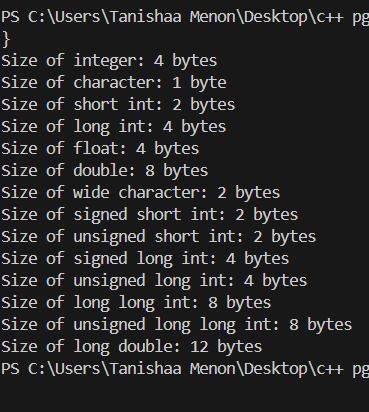 PS C:\Users\Tanishaa Menon\Desktop\c++ pg
}
Size of integer: 4 bytes
Size of character: 1 byte
Size of short int: 2 bytes
Size of long int: 4 bytes
Size of float: 4 bytes
Size of double: 8 bytes
Size of wide character: 2 bytes
Size of signed short int: 2 bytes
Size of unsigned short int: 2 bytes
Size of signed long int: 4 bytes
Size of unsigned long int: 4 bytes
Size of long long int: 8 bytes
Size of unsigned long long int: 8 bytes
Size of long double: 12 bytes
PS C:\Users\Tanishaa Menon\Desktop\c++ pg